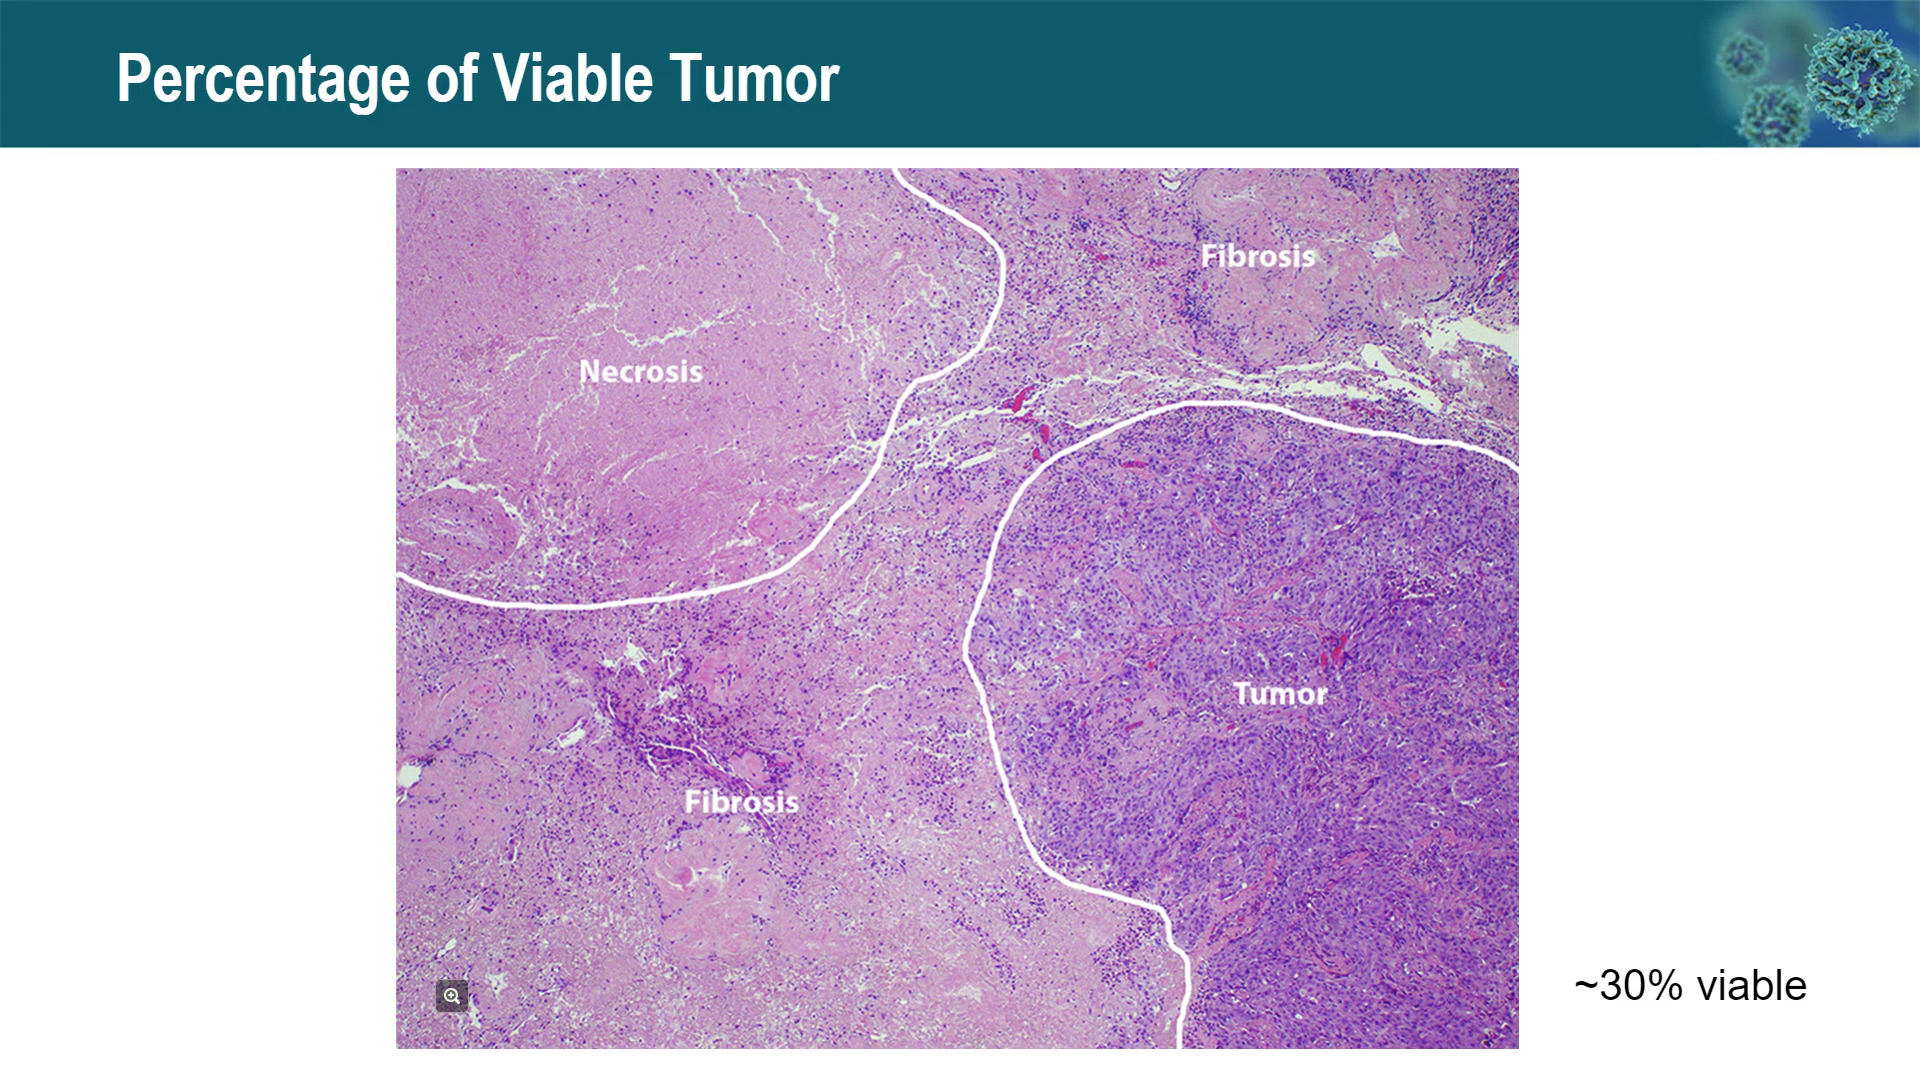 Percentage of Viable Tumor
Fibrosis
Necrosis
Tumor
Fibrosis
~30% viable